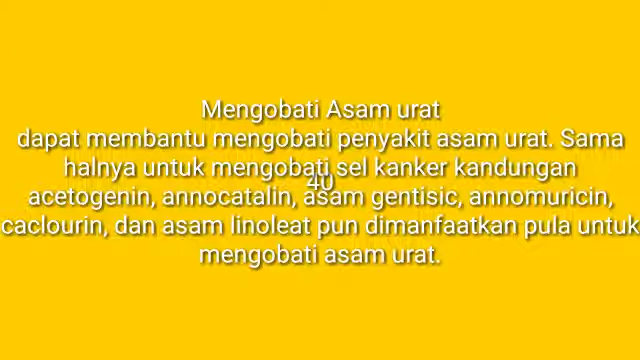 Mengobati Asam urat
dapat membantu mengobati penyakit asam urat. Sama
halnya untuk mengobati sel kanker kandungan
40
acetogenin, annocatalin, asam gentisic, annomuricin,
caclourin, dan asam linoleat pun dimanfaatkan pula untuk
mengobati asam urat.